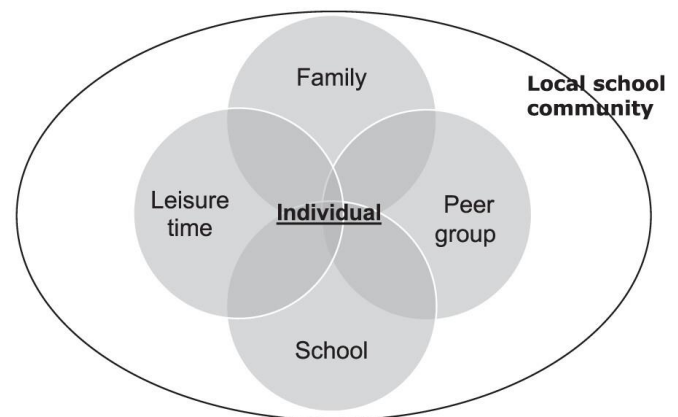 Family
Local school
community
Leisure
time
Individual
Peer
group
School